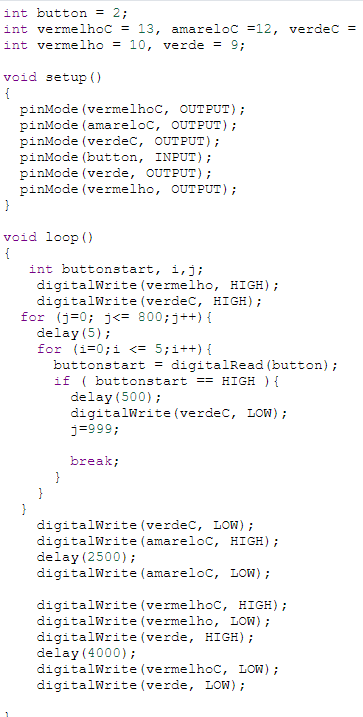 int button = 2;
int vermelhoC = 13, amareloC =12, verdeC =
int vermelho = 10, verde = 9;

void setup()
{
  pinMode(vermelhoC, OUTPUT);
  pinMode(amareloC, OUTPUT);
  pinMode(verdeC, OUTPUT);
  pinMode(button, INPUT);
  pinMode(verde, OUTPUT);
  pinMode(vermelho, OUTPUT);
}

void loop()
{
   int buttonstart, i,j;
    digitalWrite(vermelho, HIGH);
    digitalWrite(verdeC, HIGH);
  for (j=0; j<= 800;j++){
    delay(5);
    for (i=0;i <= 5;i++){
      buttonstart = digitalRead(button);
      if ( buttonstart == HIGH ){
        delay(500);
        digitalWrite(verdeC, LOW);
        j=999;

        break;
      }
    }
  }
    digitalWrite(verdeC, LOW);
    digitalWrite(amareloC, HIGH);
    delay(2500);
    digitalWrite(amareloC, LOW);

    digitalWrite(vermelhoC, HIGH);
    digitalWrite(vermelho, LOW);
    digitalWrite(verde, HIGH);
    delay(4000);
    digitalWrite(vermelhoC, LOW);
    digitalWrite(verde, LOW);

}